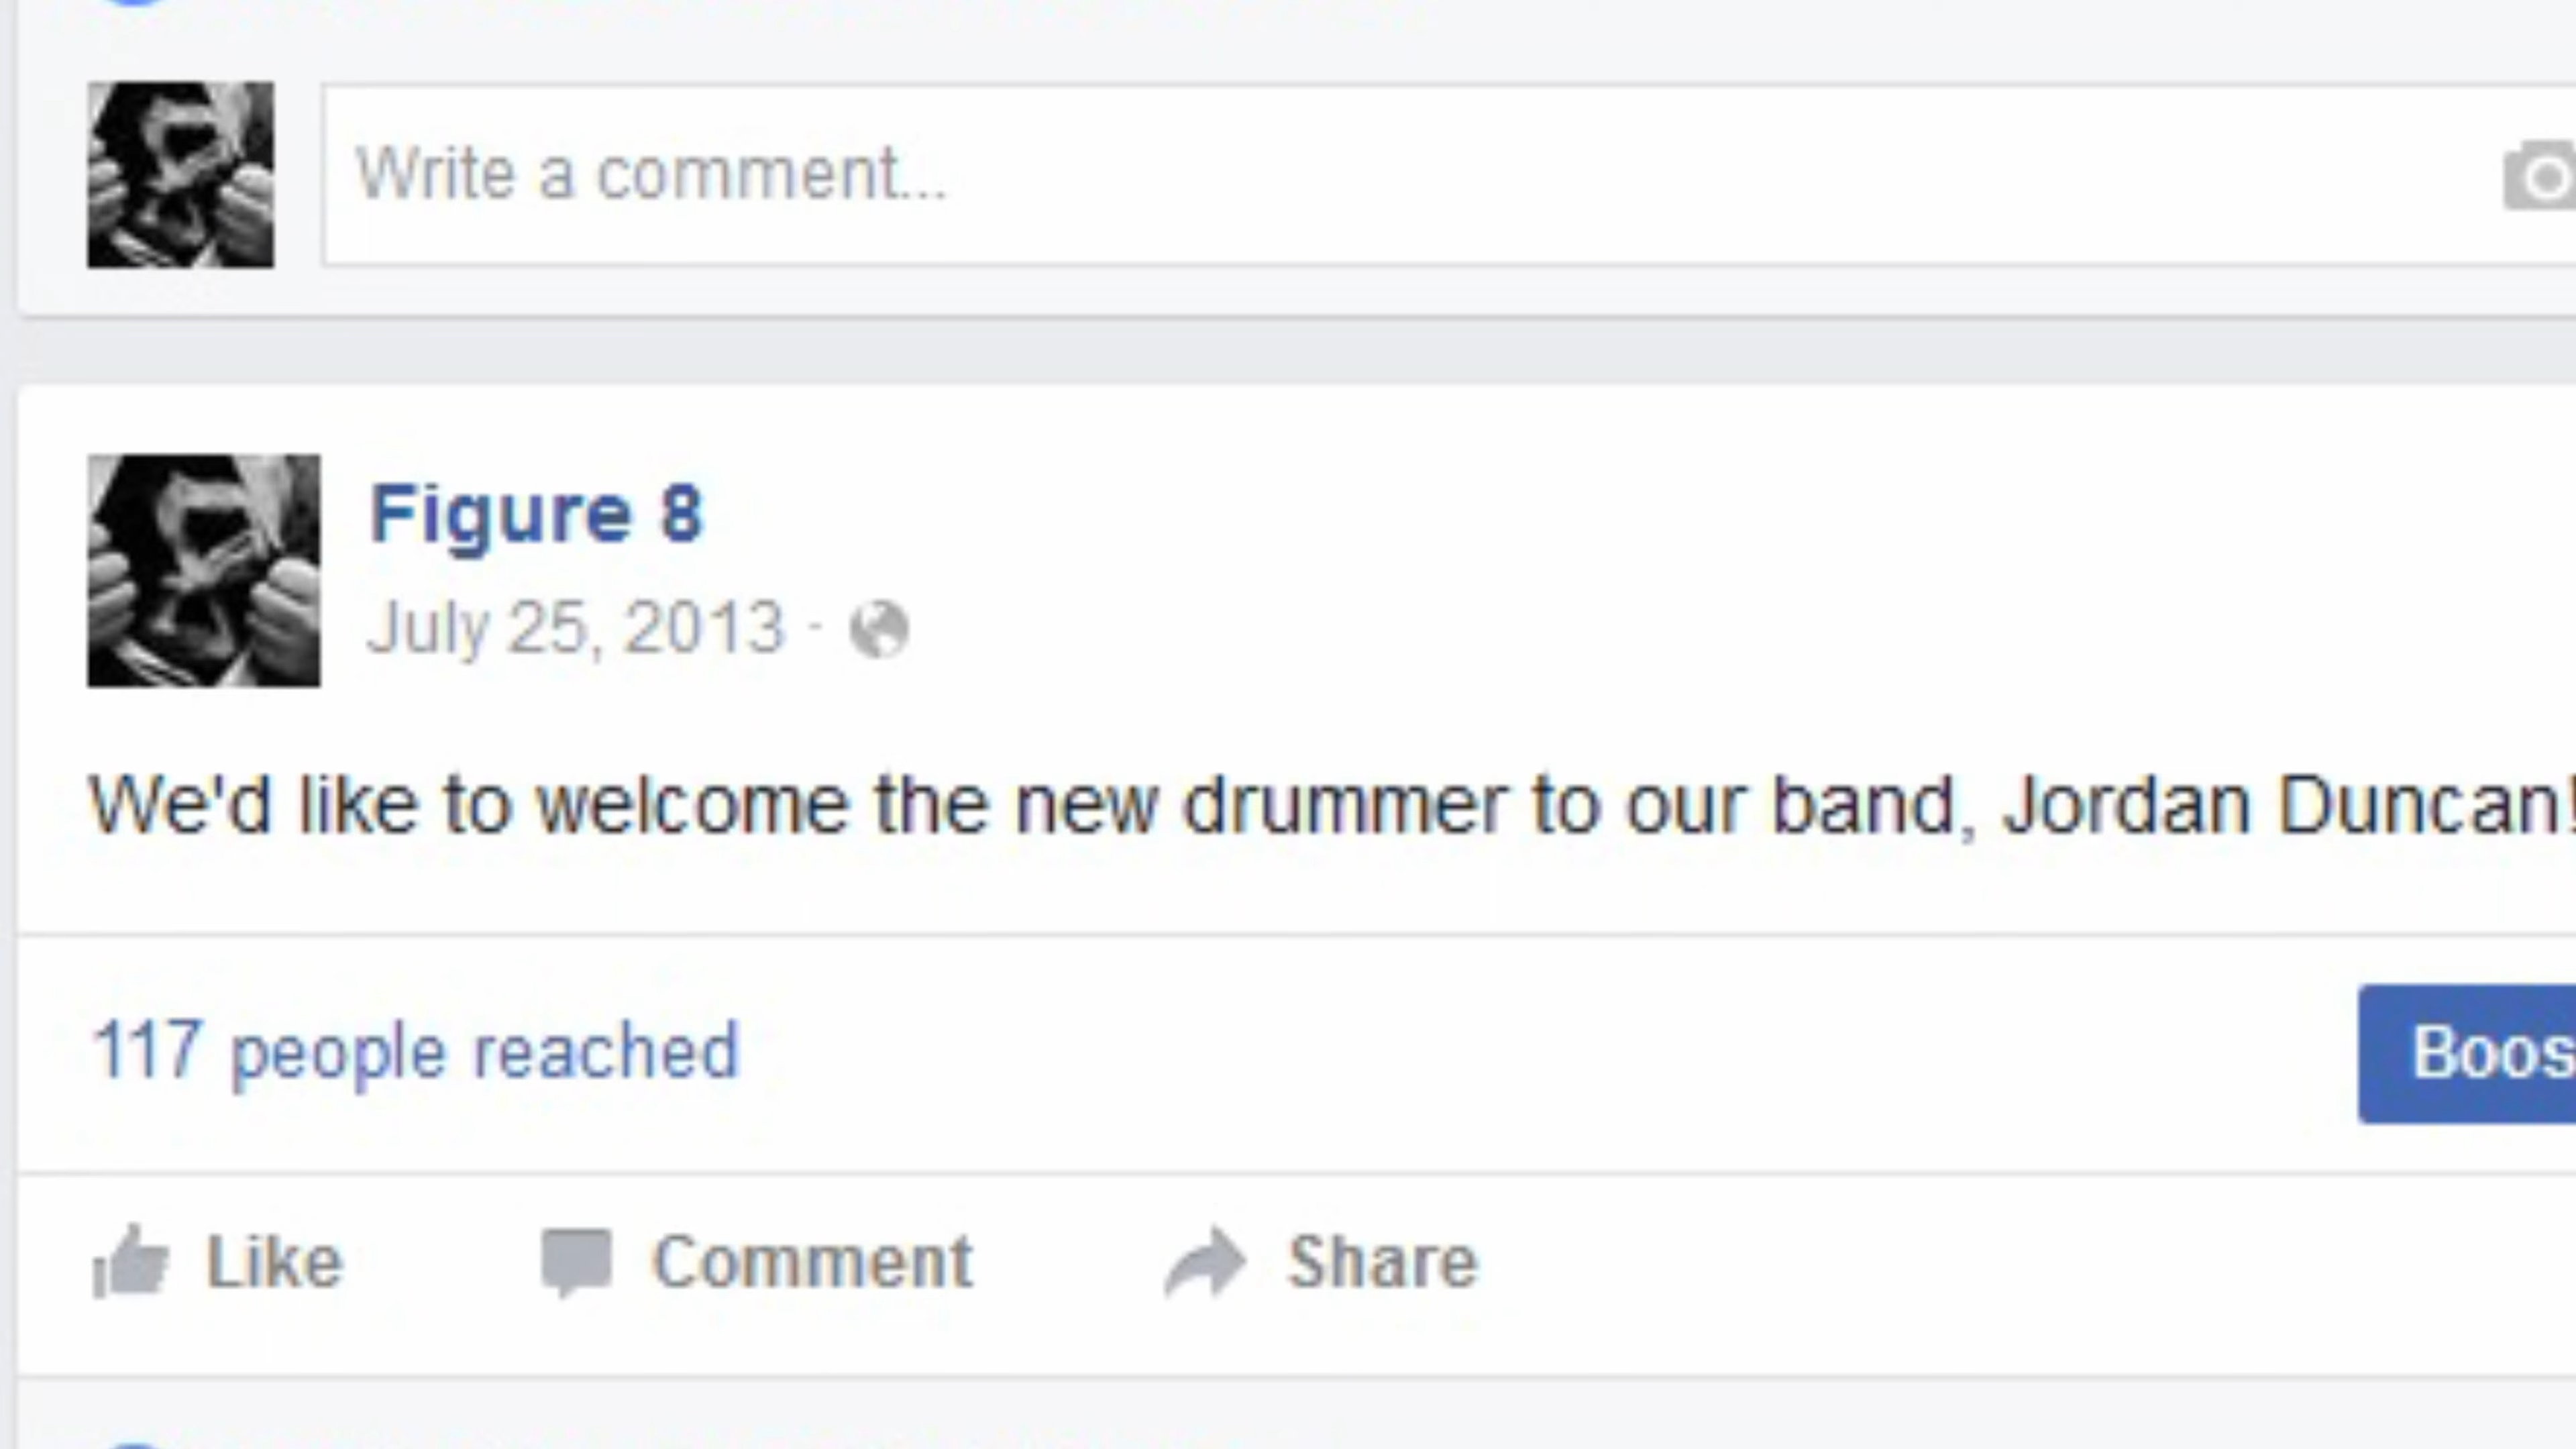 Write a comment...
Figure 8
July 25, 2013 ·
We'd like to welcome the new drummer to our band, Jordan Duncan!
117 people reached
Boos
Like Comment Share